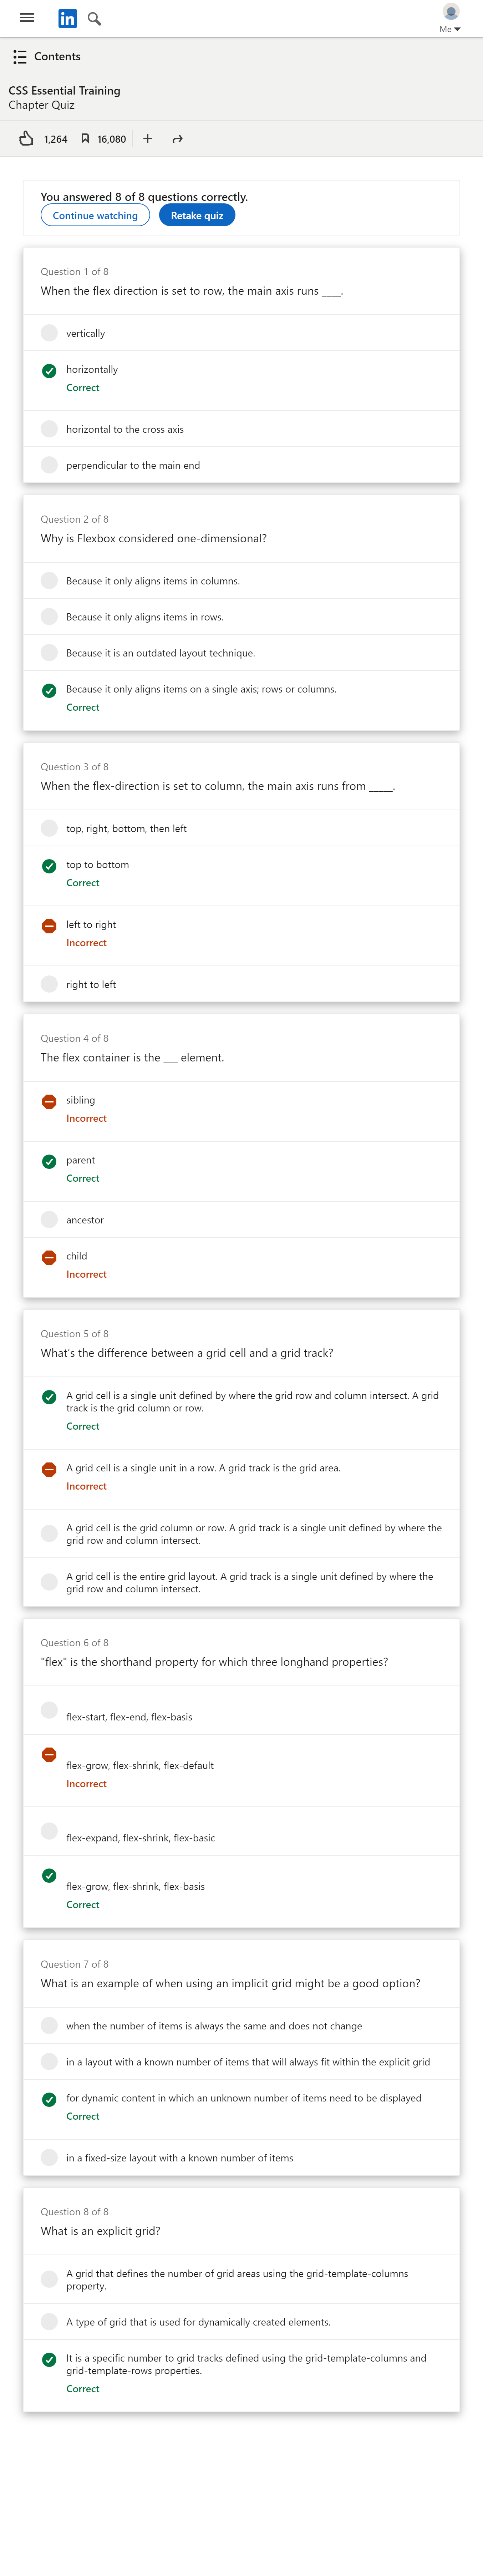 in
Me
Contents
CSS Essential Training
Chapter Quiz
1,264 16,080
You answered 8 of 8 questions correctly.
Continue watching Retake quiz
Question 1 of 8
When the flex direction is set to row, the main axis runs ____.
vertically
horizontally
Correct
horizontal to the cross axis
perpendicular to the main end
Question 2 of 8
Why is Flexbox considered one-dimensional?
Because it only aligns items in columns.
Because it only aligns items in rows.
Because it is an outdated layout technique.
Because it only aligns items on a single axis; rows or columns.
Correct
Question 3 of 8
When the flex-direction is set to column, the main axis runs from _____.
top, right, bottom, then left
top to bottom
Correct
left to right
Incorrect
right to left
Question 4 of 8
The flex container is the ___ element.
sibling
Incorrect
parent
Correct
ancestor
child
Incorrect
Question 5 of 8
What's the difference between a grid cell and a grid track?
A grid cell is a single unit defined by where the grid row and column intersect. A grid
track is the grid column or row.
Correct
A grid cell is a single unit in a row. A grid track is the grid area.
Incorrect
A grid cell is the grid column or row. A grid track is a single unit defined by where the
grid row and column intersect.
A grid cell is the entire grid layout. A grid track is a single unit defined by where the
grid row and column intersect.
Question 6 of 8
"flex" is the shorthand property for which three longhand properties?
flex-start, flex-end, flex-basis
flex-grow, flex-shrink, flex-default
Incorrect
flex-expand, flex-shrink, flex-basic
flex-grow, flex-shrink, flex-basis
Correct
Question 7 of 8
What is an example of when using an implicit grid might be a good option?
when the number of items is always the same and does not change
in a layout with a known number of items that will always fit within the explicit grid
for dynamic content in which an unknown number of items need to be displayed
Correct
in a fixed-size layout with a known number of items
Question 8 of 8
What is an explicit grid?
A grid that defines the number of grid areas using the grid-template-columns
property.
A type of grid that is used for dynamically created elements.
It is a specific number to grid tracks defined using the grid-template-columns and
grid-template-rows properties.
Correct